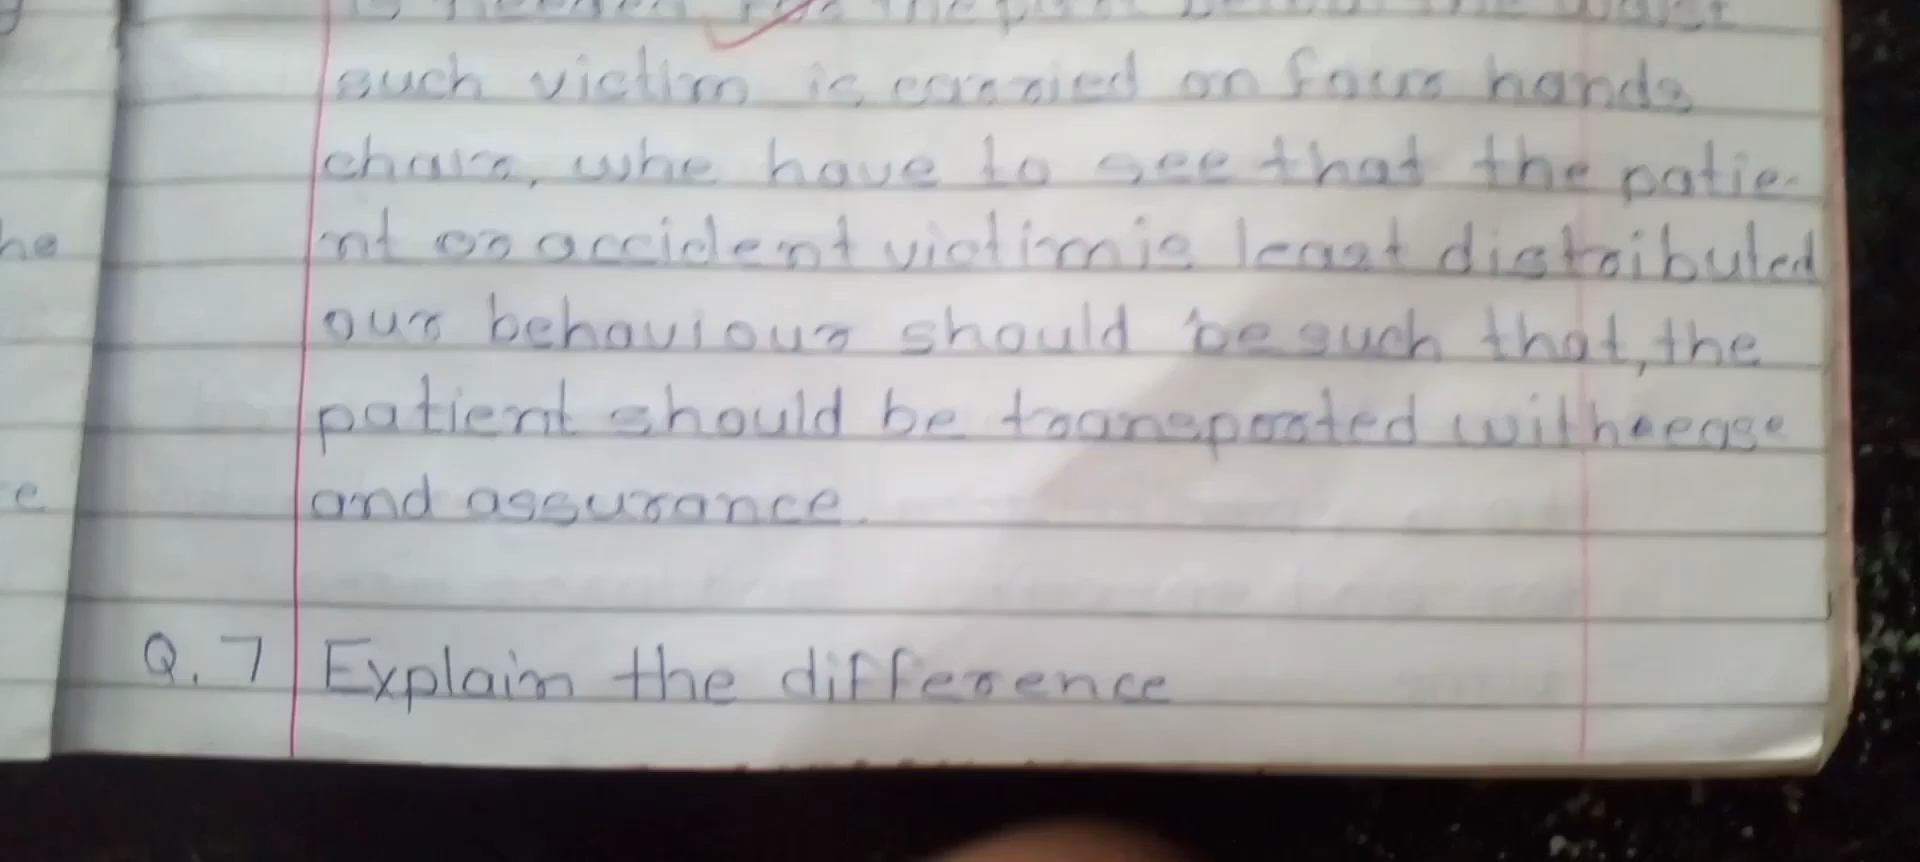 such victim is carried on four hands
chair, whe have to see that the patie-
nt or accident victim is least distributed
our behaviour should be such that, the
patient should be transported with ease
and assurance.
Q. 7 Explain the difference
he
e